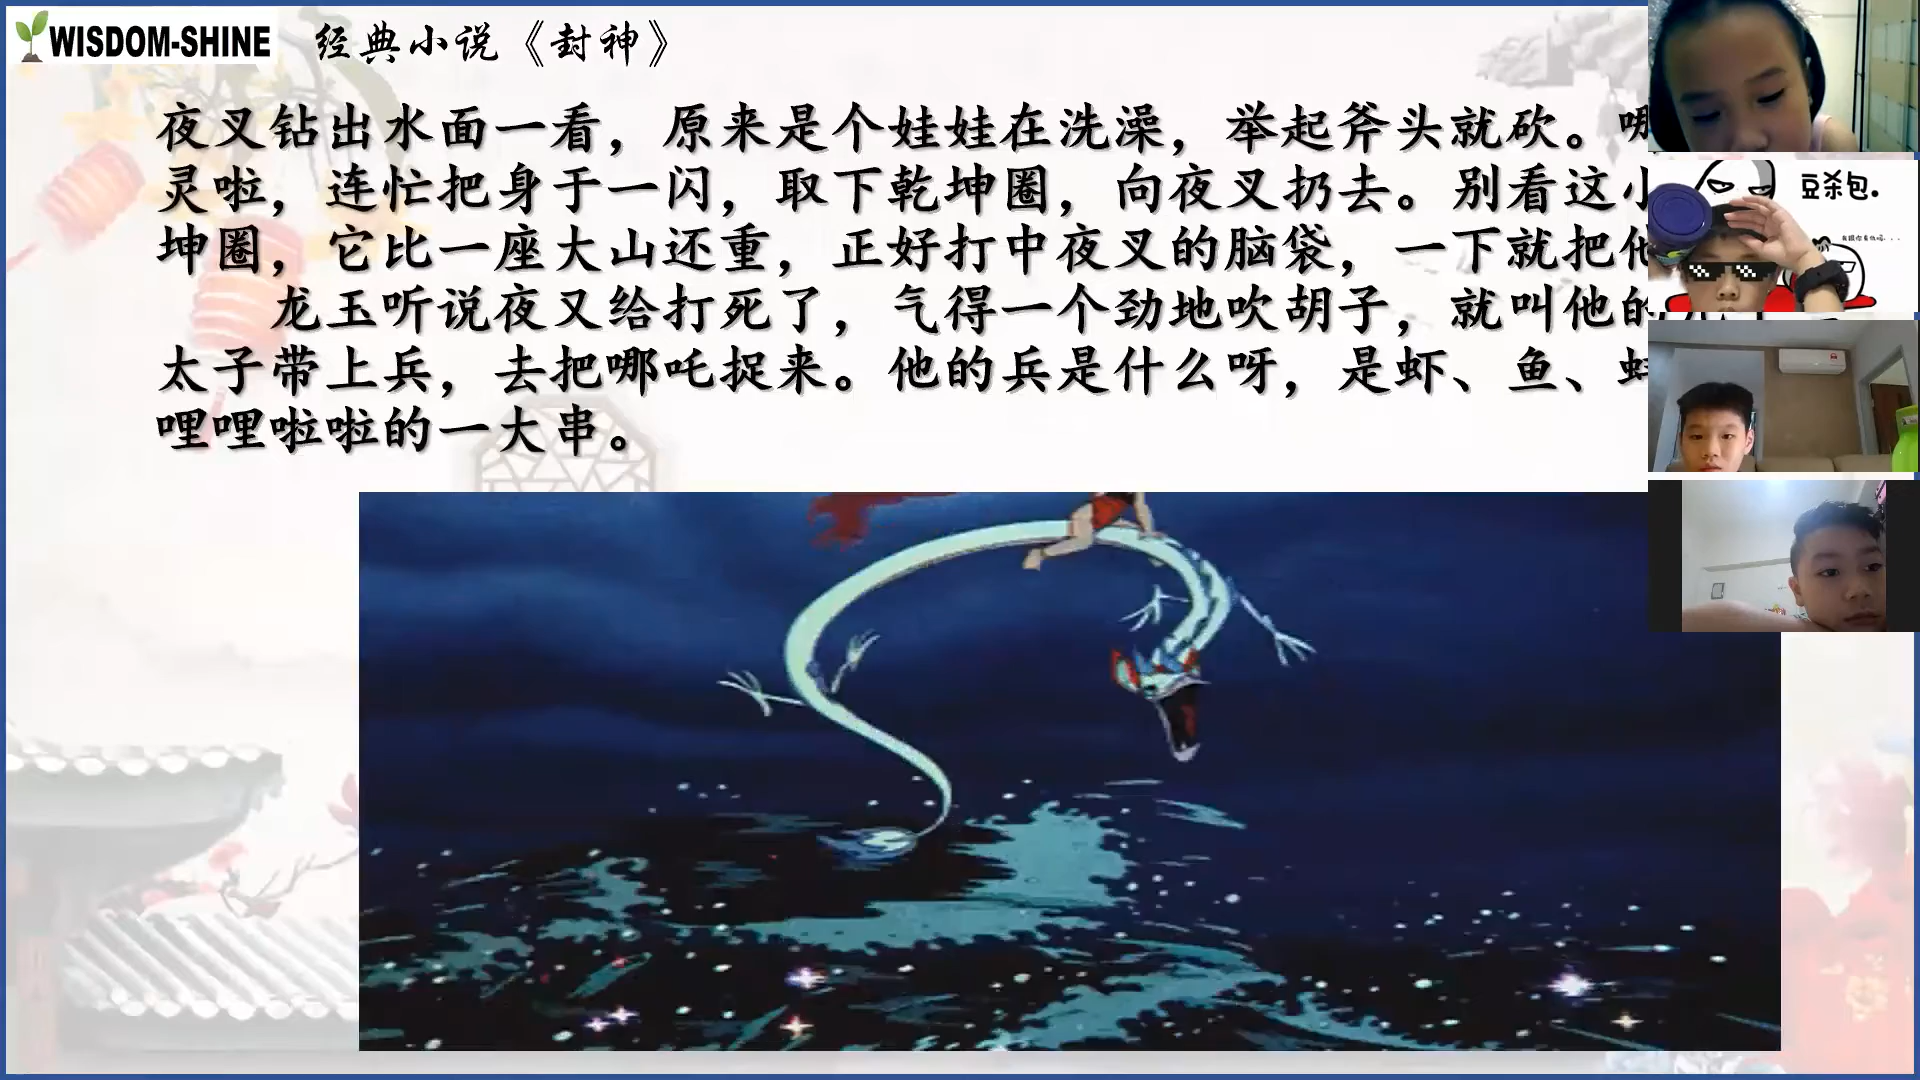 WISDOM-SHINE 经典小说《封神》
夜叉钻出水面一看，原来是个娃娃在洗澡，举起斧头就砍。哪
灵啦，连忙把身于一闪，取下乾坤圈，向夜叉扔去。别看这小
坤圈，它比一座大山还重，正好打中夜叉的脑袋，一下就把他
龙玉听说夜又给打死了，气得一个劲地吹胡子，就叫他的
太子带上兵，去把哪吒捉来。他的兵是什么呀，是虾、鱼、
哩哩啦啦的一大串。
豆杀包。